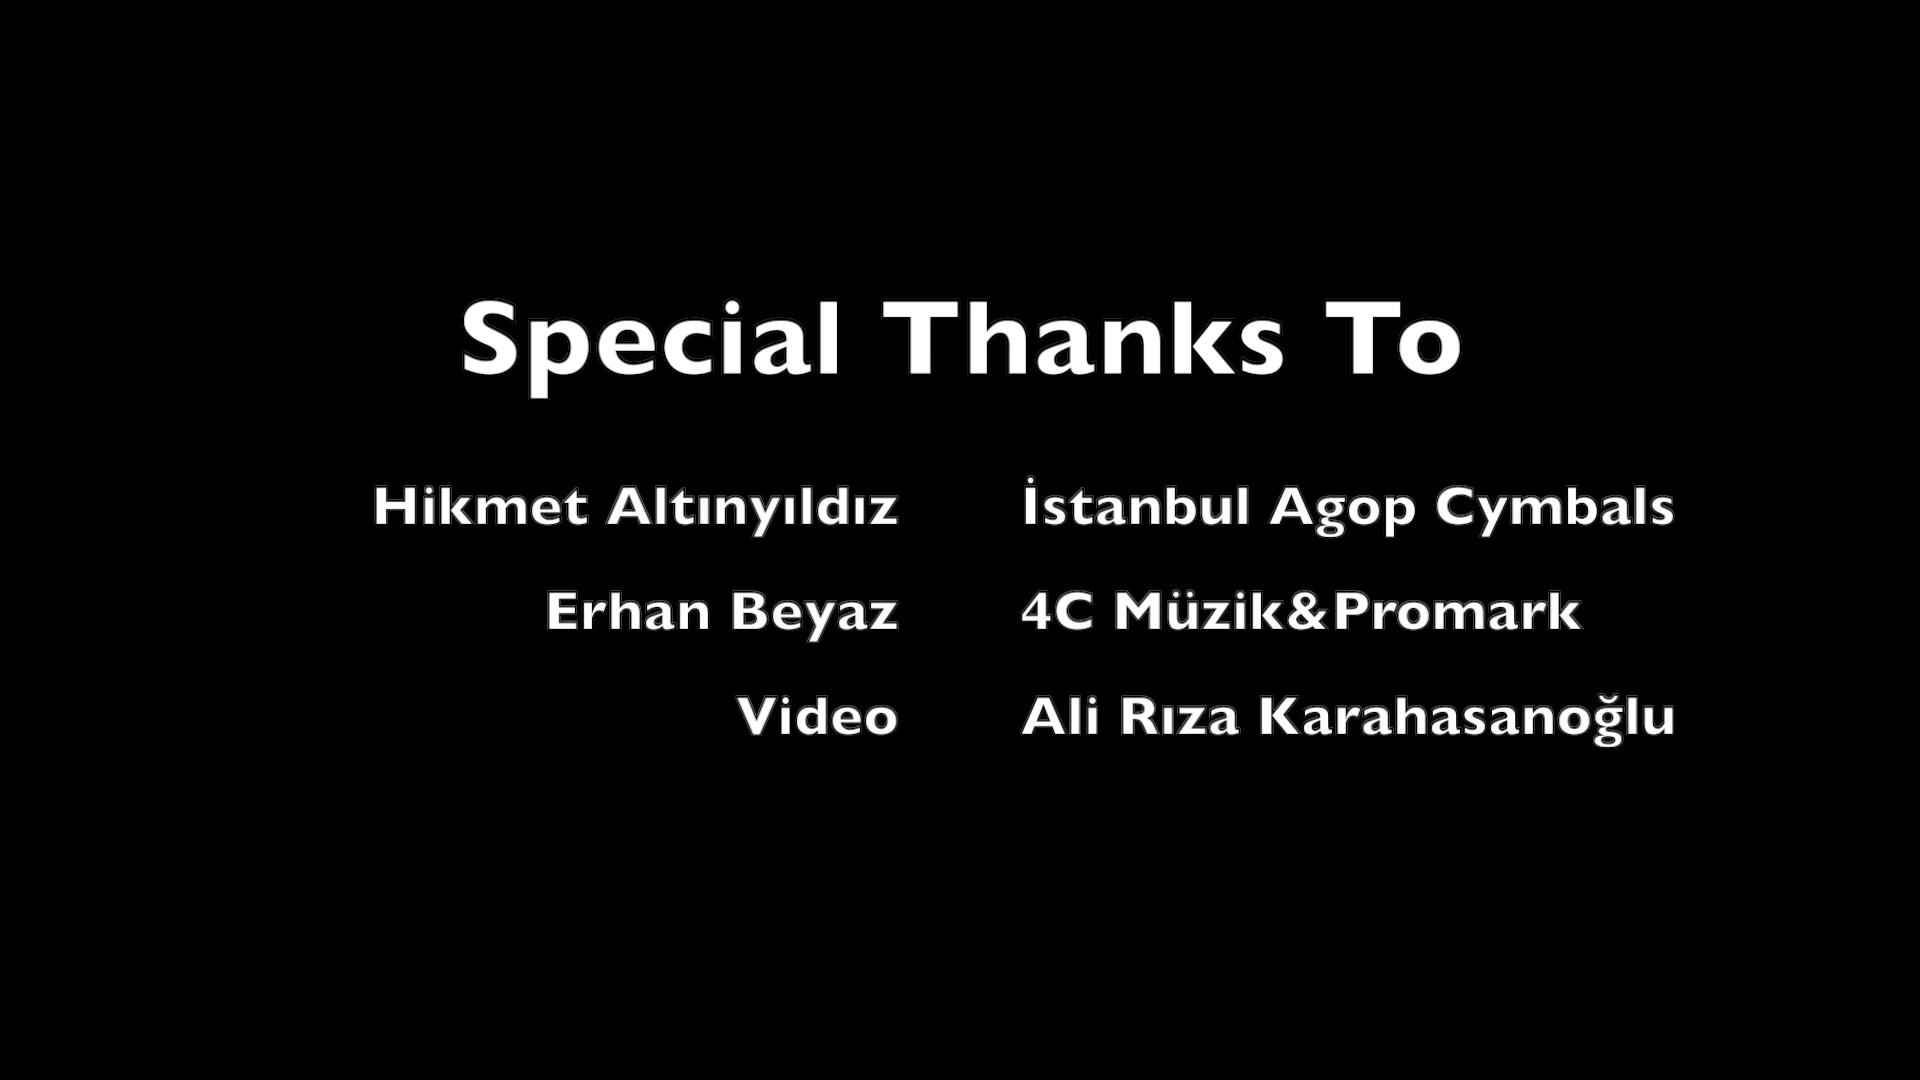 Special Thanks To
Hikmet Altınyıldız İstanbul Agop Cymbals
Erhan Beyaz 4C Müzik&Promark
Video Ali Rıza Karahasanoğlu